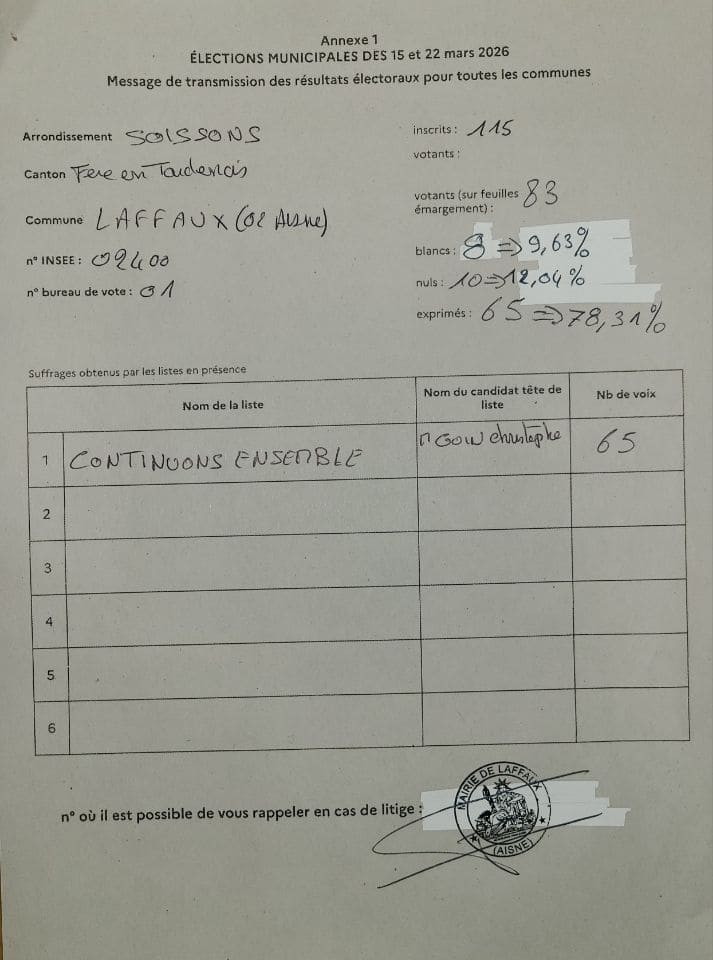 Annexe 1
ÉLECTIONS MUNICIPALES DES 15 et 22 mars 2026
Message de transmission des résultats électoraux pour toutes les communes
Arrondissement SOISSONS
Canton Fere en Tardenois
Commune LAFFAUX (02 Aisne)
n° INSEE : 02400
n° bureau de vote : 01
inscrits : 115
votants :
votants (sur feuilles
émargement) : 83
blancs : 8 => 9,63%
nuls : 10 => 12,04 %
exprimés : 65 => 78,31%
Suffrages obtenus par les listes en présence
Nom de la liste
Nom du candidat tête de
liste
Nb de voix
1 CONTINUONS ENSEMBLE christophe 65
2
3
4
5
6
n° où il est possible de vous rappeler en cas de litige :
MAIRIE DE LAFFAUX
(AISNE)